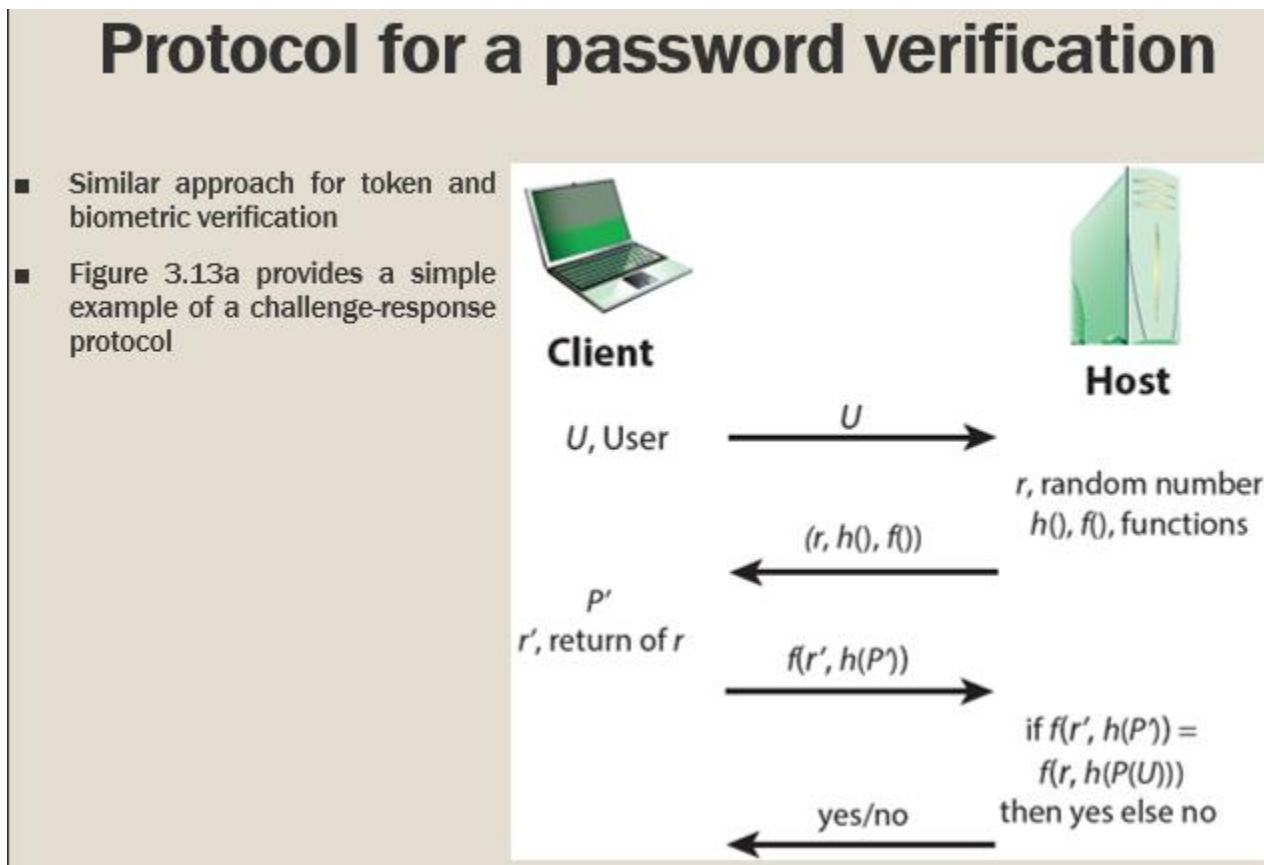 Protocol for a password verification
■ Similar approach for token and
biometric verification
■ Figure 3.13a provides a simple
example of a challenge-response
protocol
Client
Host
U, User
U
r, random number
h(), f(), functions
(r, h(), f())
P′
r′, return of r
f(r′, h(P′))
if f(r′, h(P′)) =
f(r, h(P(U)))
then yes else no
yes/no